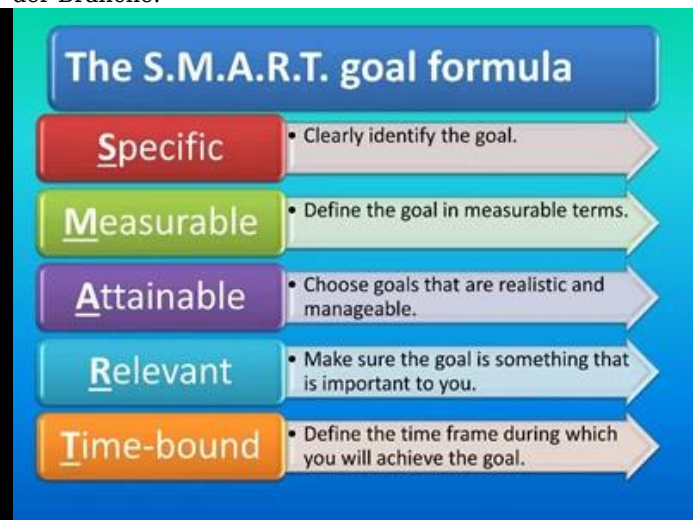 The S.M.A.R.T. goal formula
Specific
• Clearly identify the goal.
Measurable
• Define the goal in measurable terms.
Attainable
• Choose goals that are realistic and
manageable.
Relevant
• Make sure the goal is something that
is important to you.
Time-bound
• Define the time frame during which
you will achieve the goal.